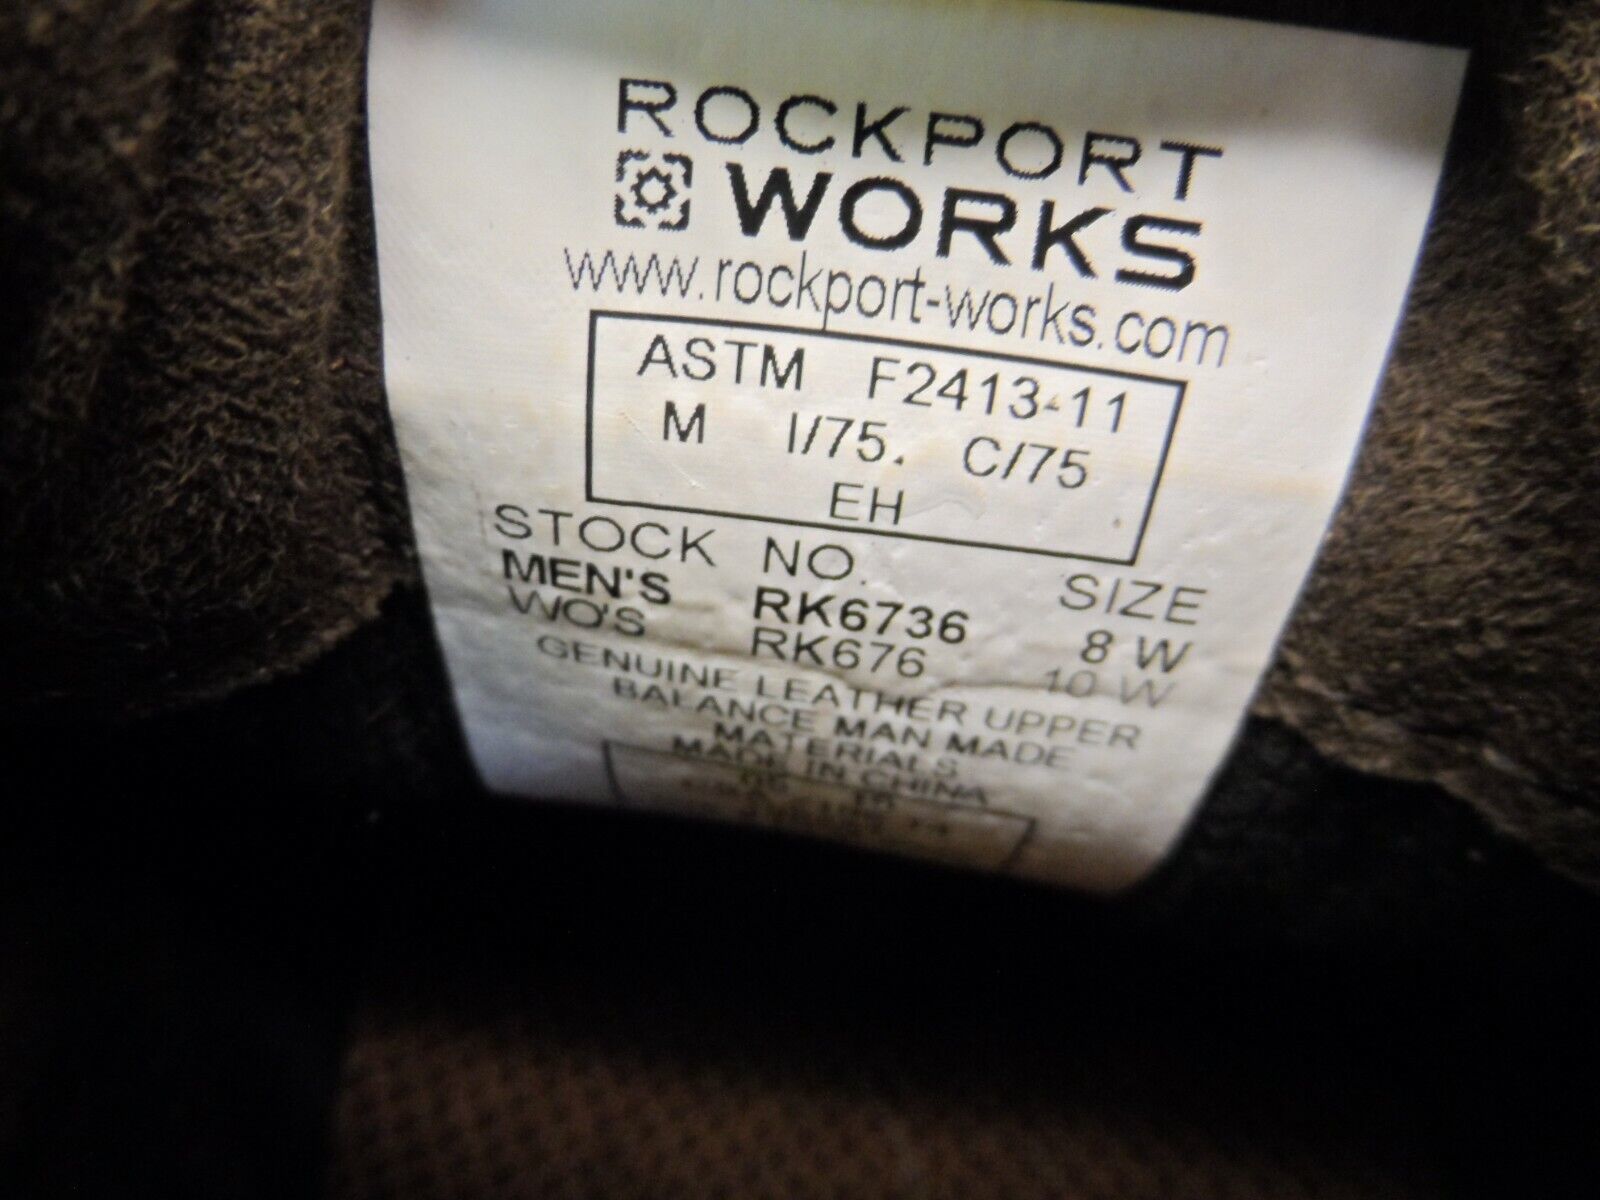 ROCKPORT
WORKS
www.rockport-works.com
ASTM F2413-11
M I/75. C/75
EH
STOCK NO. SIZE
MEN'S RK6736 8 W
WO'S RK676 10 W
GENUINE LEATHER UPPER
BALANCE MAN MADE
MATERIALS
MADE IN CHINA